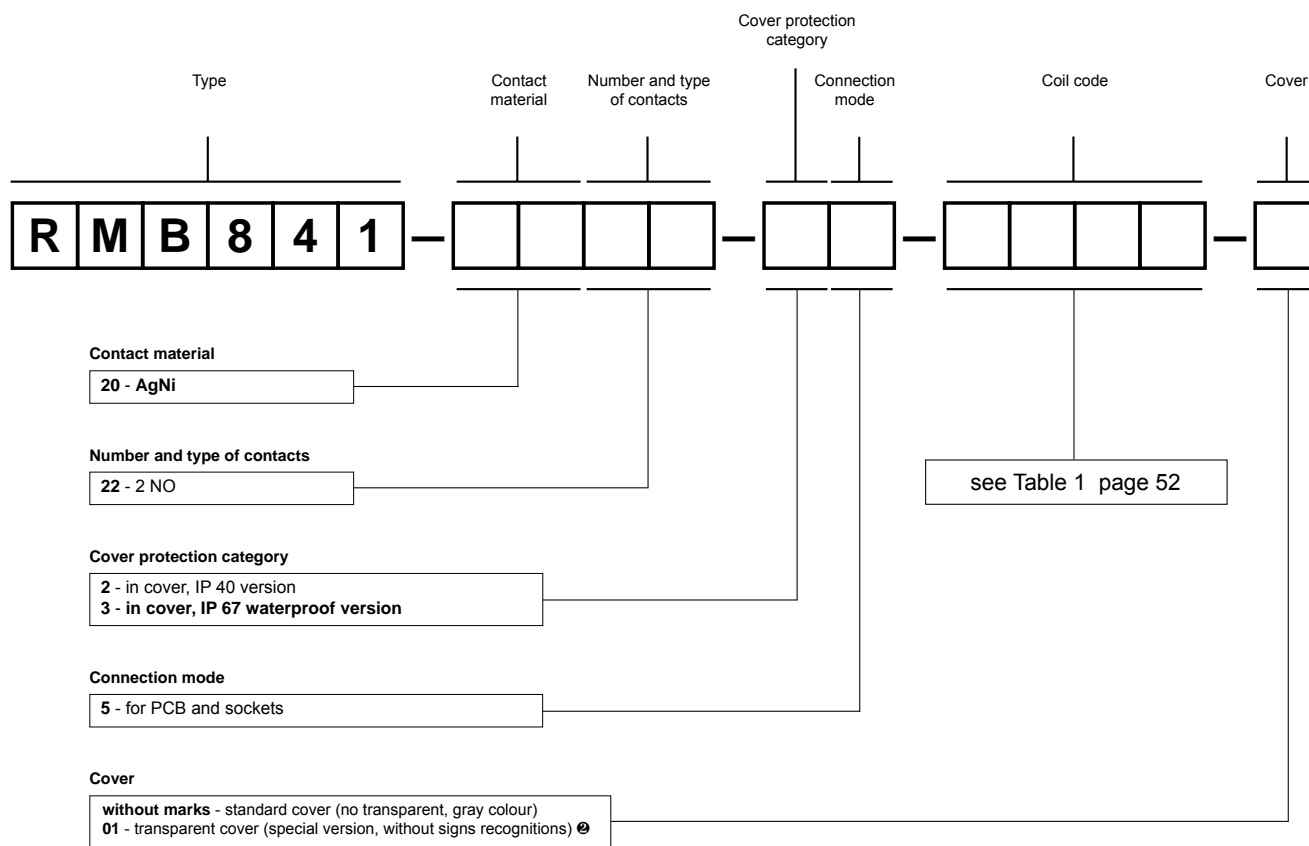 Cover protection
category
Type
Contact
material
Number and type
of contacts
Connection
mode
Coil code
Cover
RMB841 – – – –
Contact material
20 - AgNi
Number and type of contacts
22 - 2 NO
see Table 1 page 52
Cover protection category
2 - in cover, IP 40 version
3 - in cover, IP 67 waterproof version
Connection mode
5 - for PCB and sockets
Cover
without marks - standard cover (no transparent, gray colour)
01 - transparent cover (special version, without signs recognitions) ❷